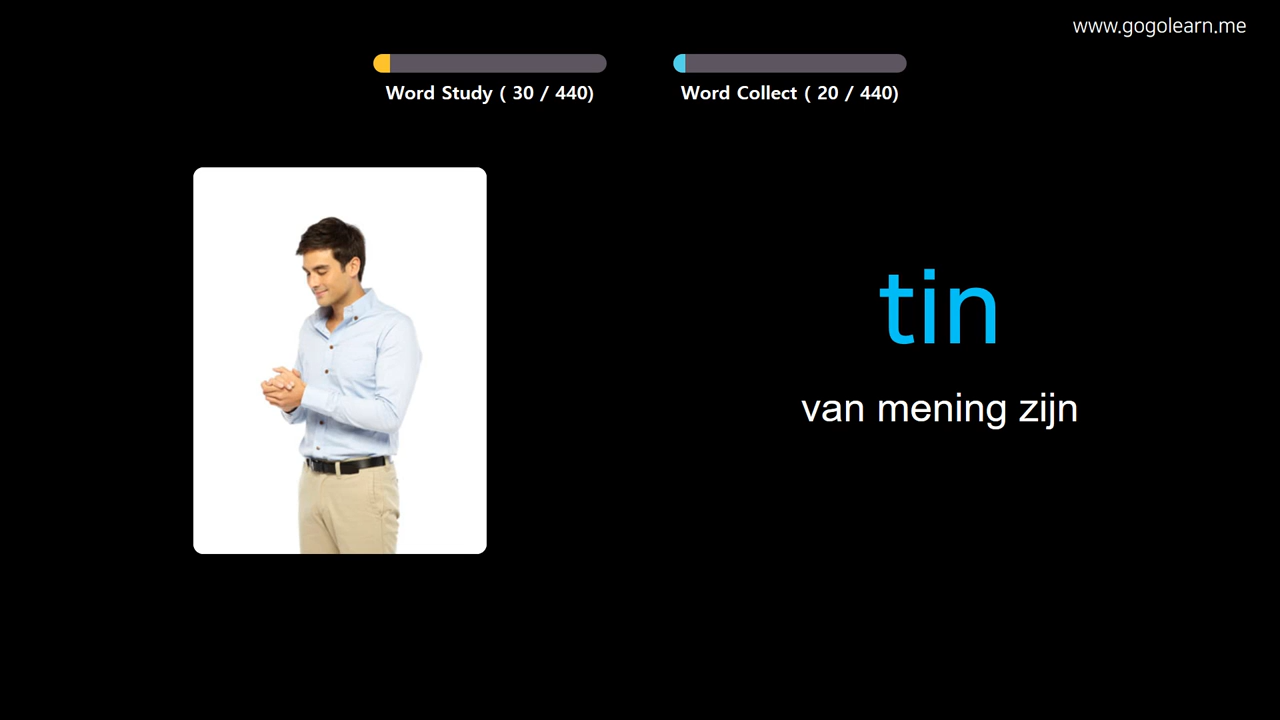 www.gogolearn.me
Word Study ( 30 / 440)
Word Collect ( 20 / 440)
tin
van mening zijn